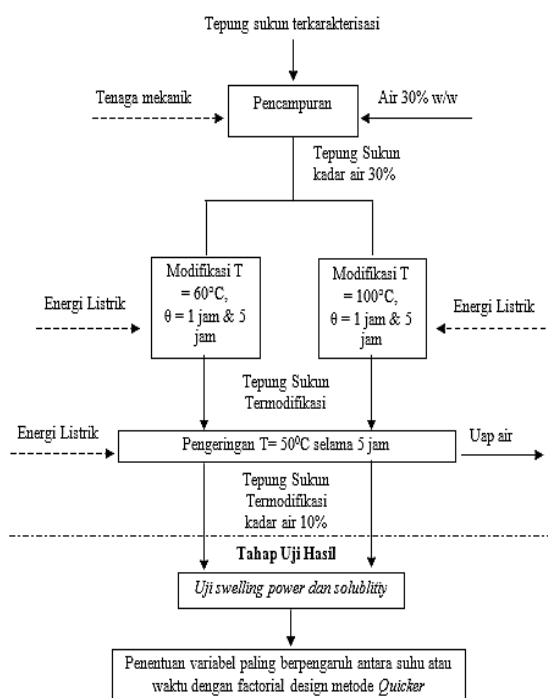 Tepung sukun terkarakterisasi
Tenaga mekanik
Pencampuran
Air 30% w/w
Tepung Sukun
kadar air 30%
Modifikasi T
= 60°C,
θ = 1 jam & 5
jam
Modifikasi T
= 100°C,
θ = 1 jam & 5
jam
Energi Listrik
Energi Listrik
Tepung Sukun
Termodifikasi
Energi Listrik
Pengeringan T= 50⁰C selama 5 jam
Uap air
Tepung Sukun
Termodifikasi
kadar air 10%
Tahap Uji Hasil
Uji swelling power dan solublitiy
Penentuan variabel paling berpengaruh antara suhu atau
waktu dengan factorial design metode Quicker